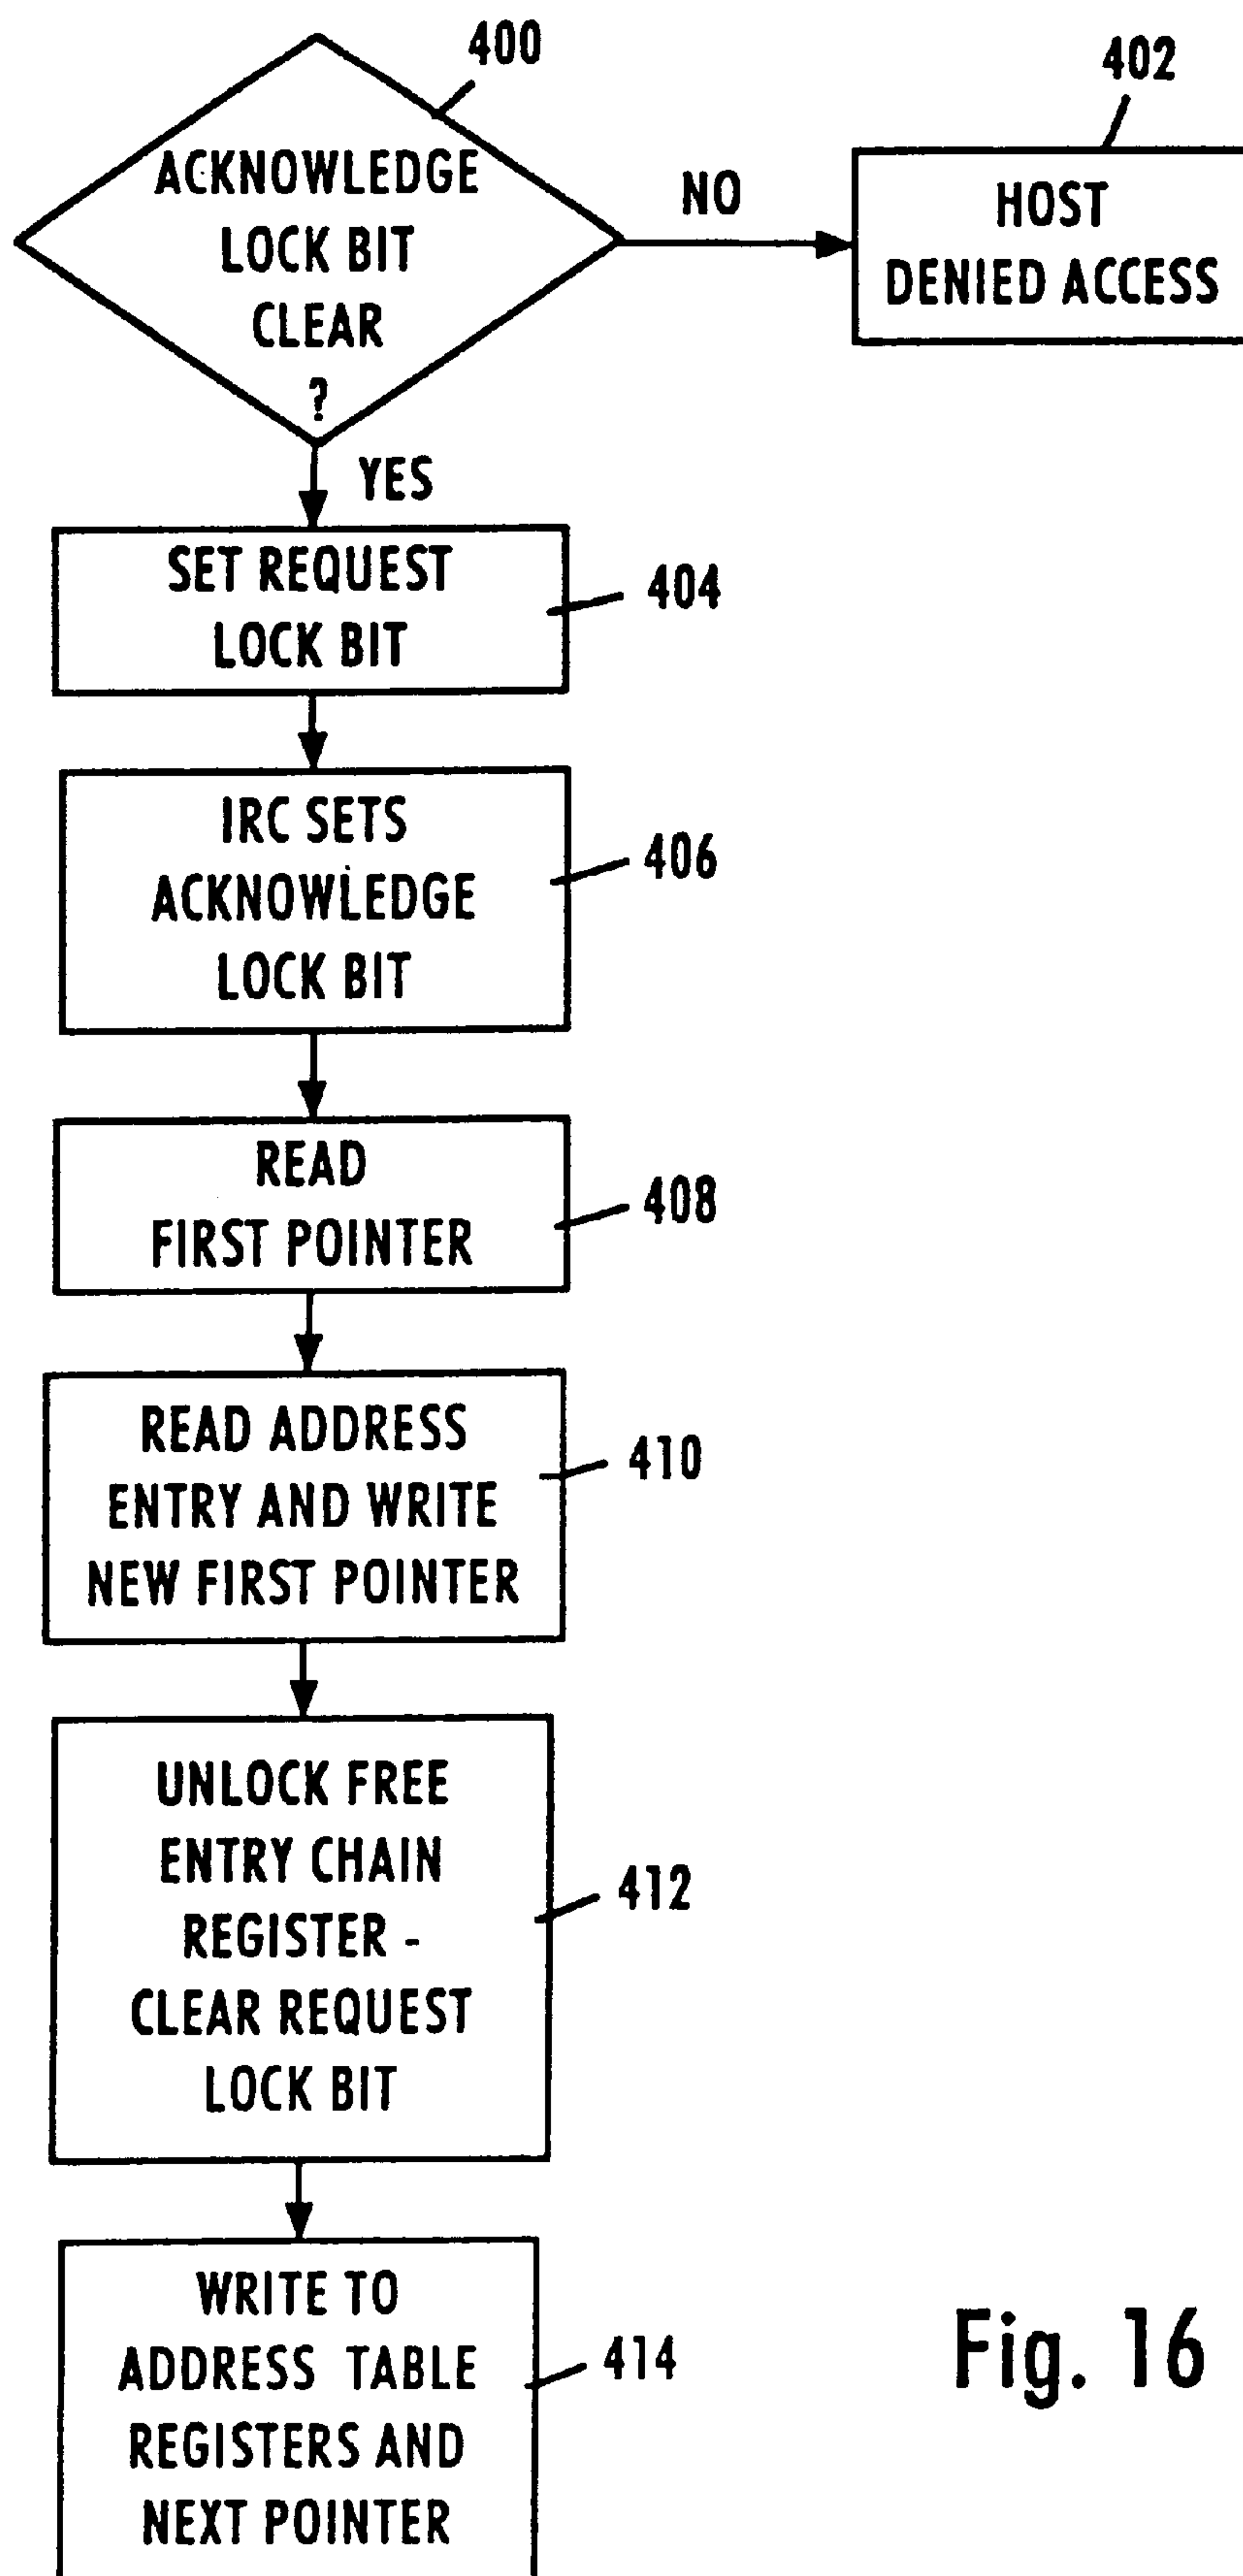 400
ACKNOWLEDGE
LOCK BIT
CLEAR
?
NO
402
HOST
DENIED ACCESS
YES
SET REQUEST
LOCK BIT
404
IRC SETS
ACKNOWLEDGE
LOCK BIT
406
READ
FIRST POINTER
408
READ ADDRESS
ENTRY AND WRITE
NEW FIRST POINTER
410
UNLOCK FREE
ENTRY CHAIN
REGISTER -
CLEAR REQUEST
LOCK BIT
412
WRITE TO
ADDRESS TABLE
REGISTERS AND
NEXT POINTER
414
Fig. 16